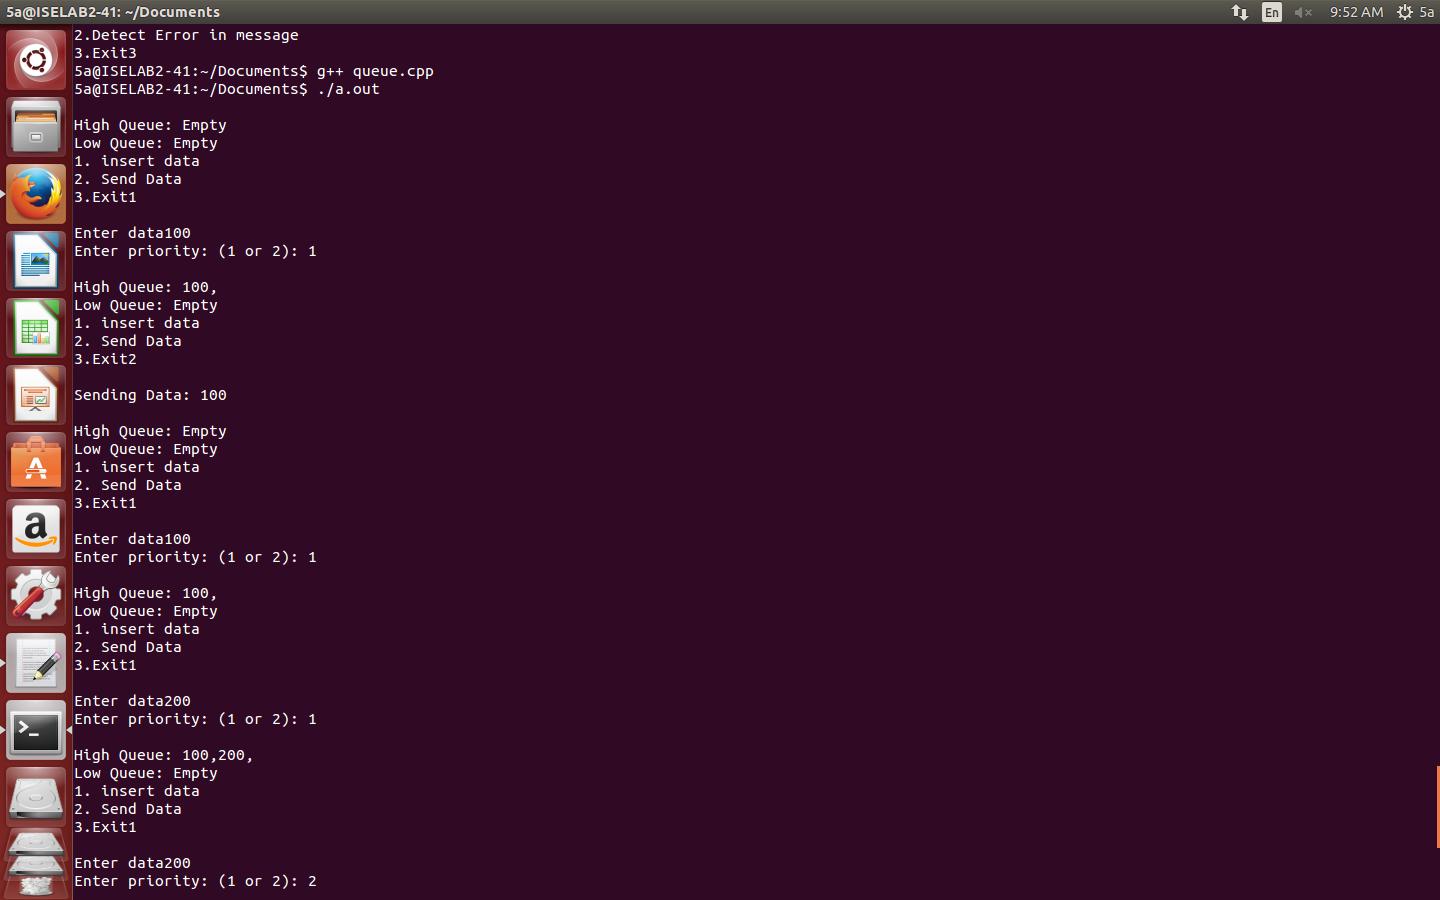 5a@ISELAB2-41: ~/Documents
En
9:52 AM
5a
2.Detect Error in message
3.Exit3
5a@ISELAB2-41:~/Documents$ g++ queue.cpp
5a@ISELAB2-41:~/Documents$ ./a.out
High Queue: Empty
Low Queue: Empty
1. insert data
2. Send Data
3.Exit1
Enter data100
Enter priority: (1 or 2): 1
High Queue: 100,
Low Queue: Empty
1. insert data
2. Send Data
3.Exit2
Sending Data: 100
High Queue: Empty
Low Queue: Empty
1. insert data
2. Send Data
3.Exit1
Enter data100
Enter priority: (1 or 2): 1
High Queue: 100,
Low Queue: Empty
1. insert data
2. Send Data
3.Exit1
Enter data200
Enter priority: (1 or 2): 1
High Queue: 100,200,
Low Queue: Empty
1. insert data
2. Send Data
3.Exit1
Enter data200
Enter priority: (1 or 2): 2